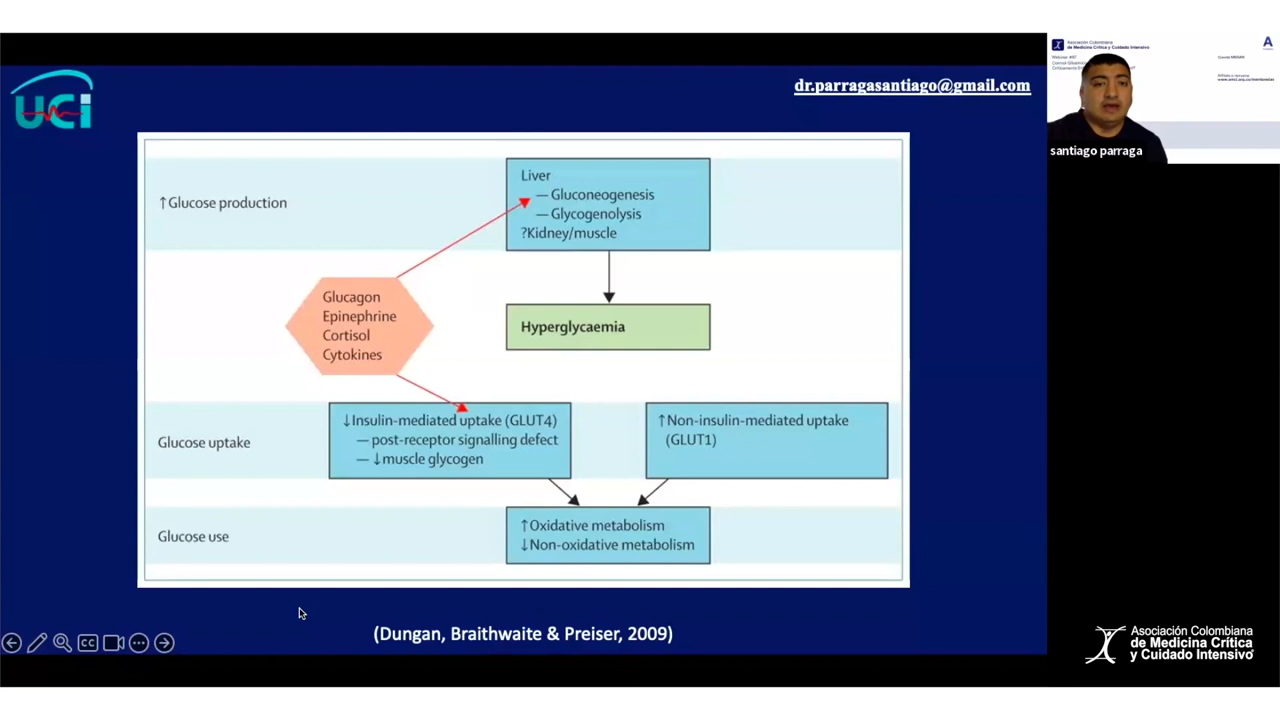 UCi
dr.parragasantiago@gmail.com
↑Glucose production
Liver
— Gluconeogenesis
— Glycogenolysis
?Kidney/muscle
Glucagon
Epinephrine
Cortisol
Cytokines
Hyperglycaemia
Glucose uptake
↓Insulin-mediated uptake (GLUT4)
— post-receptor signalling defect
— ↓muscle glycogen
↑Non-insulin-mediated uptake
(GLUT1)
Glucose use
↑Oxidative metabolism
↓Non-oxidative metabolism
(Dungan, Braithwaite & Preiser, 2009)
CC
Asociación Colombiana
de Medicina Crítica y Cuidado Intensivo
santiago parraga
Asociación Colombiana
de Medicina Crítica
y Cuidado Intensivo